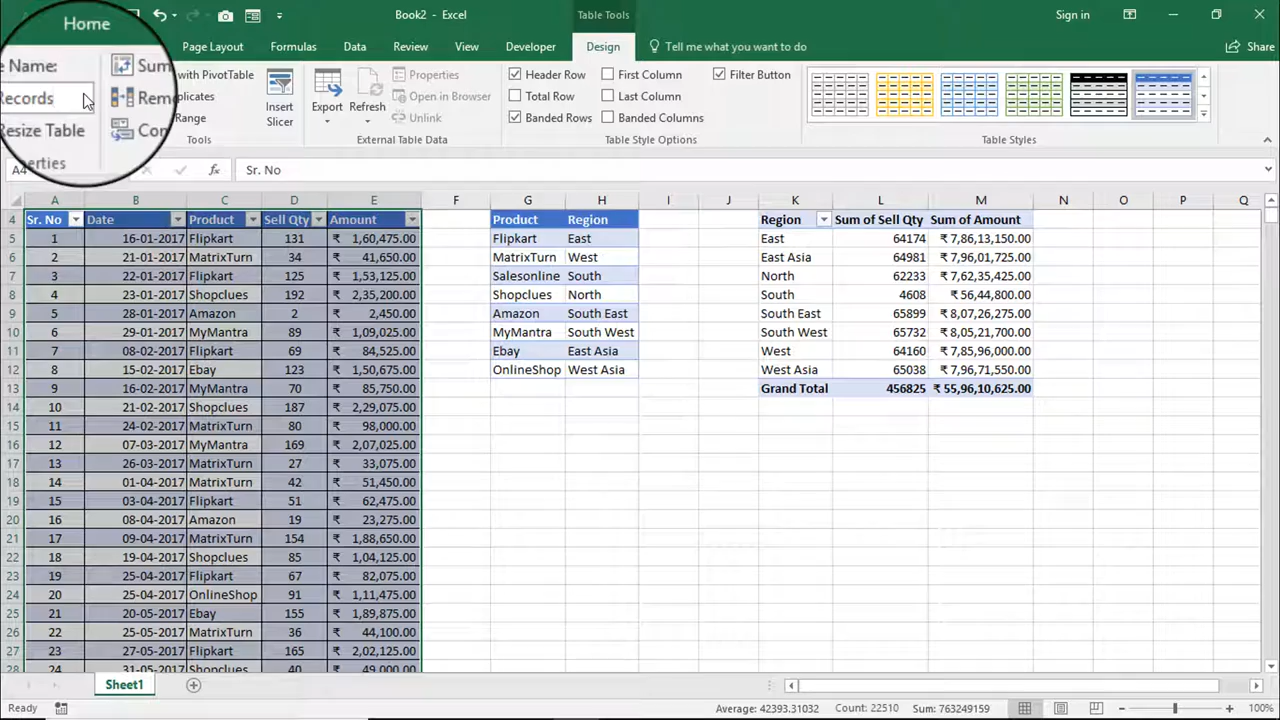 Book2 - Excel
Table Tools
Sign in
Home
Page Layout
Formulas
Data
Review
View
Developer
Design
Tell me what you want to do
Share
e Name:
Records
Resize Table
erties
Sum
Rem
Con
with PivotTable
plicates
Range
Tools
Insert Slicer
Export
Refresh
Properties
Open in Browser
Unlink
External Table Data
Header Row
First Column
Filter Button
Total Row
Last Column
Banded Rows
Banded Columns
Table Style Options
Table Styles
A4
fx
Sr. No
A B C D E F G H I J K L M N O P Q
4 Sr. No Date Product Sell Qty Amount Product Region Region Sum of Sell Qty Sum of Amount
5 1 16-01-2017 Flipkart 131 ₹ 1,60,475.00 Flipkart East East 64174 ₹ 7,86,13,150.00
6 2 21-01-2017 MatrixTurn 34 ₹ 41,650.00 MatrixTurn West East Asia 64981 ₹ 7,96,01,725.00
7 3 22-01-2017 Flipkart 125 ₹ 1,53,125.00 Salesonline South North 62233 ₹ 7,62,35,425.00
8 4 23-01-2017 Shopclues 192 ₹ 2,35,200.00 Shopclues North South 4608 ₹ 56,44,800.00
9 5 28-01-2017 Amazon 2 ₹ 2,450.00 Amazon South East South East 65899 ₹ 8,07,26,275.00
10 6 29-01-2017 MyMantra 89 ₹ 1,09,025.00 MyMantra South West South West 65732 ₹ 8,05,21,700.00
11 7 08-02-2017 Flipkart 69 ₹ 84,525.00 Ebay East Asia West 64160 ₹ 7,85,96,000.00
12 8 15-02-2017 Ebay 123 ₹ 1,50,675.00 OnlineShop West Asia West Asia 65038 ₹ 7,96,71,550.00
13 9 16-02-2017 MyMantra 70 ₹ 85,750.00 Grand Total 456825 ₹ 55,96,10,625.00
14 10 21-02-2017 Shopclues 187 ₹ 2,29,075.00
15 11 24-02-2017 MatrixTurn 80 ₹ 98,000.00
16 12 07-03-2017 MyMantra 169 ₹ 2,07,025.00
17 13 26-03-2017 MatrixTurn 27 ₹ 33,075.00
18 14 01-04-2017 MatrixTurn 42 ₹ 51,450.00
19 15 03-04-2017 Flipkart 51 ₹ 62,475.00
20 16 08-04-2017 Amazon 19 ₹ 23,275.00
21 17 09-04-2017 MatrixTurn 154 ₹ 1,88,650.00
22 18 19-04-2017 Shopclues 85 ₹ 1,04,125.00
23 19 25-04-2017 Flipkart 67 ₹ 82,075.00
24 20 25-04-2017 OnlineShop 91 ₹ 1,11,475.00
25 21 20-05-2017 Ebay 155 ₹ 1,89,875.00
26 22 25-05-2017 MatrixTurn 36 ₹ 44,100.00
27 23 27-05-2017 Flipkart 165 ₹ 2,02,125.00
28 24 31-05-2017 Shopclues 40 ₹ 49,000.00
Sheet1
Ready
Average: 42393.31032
Count: 22510
Sum: 763249159
100%